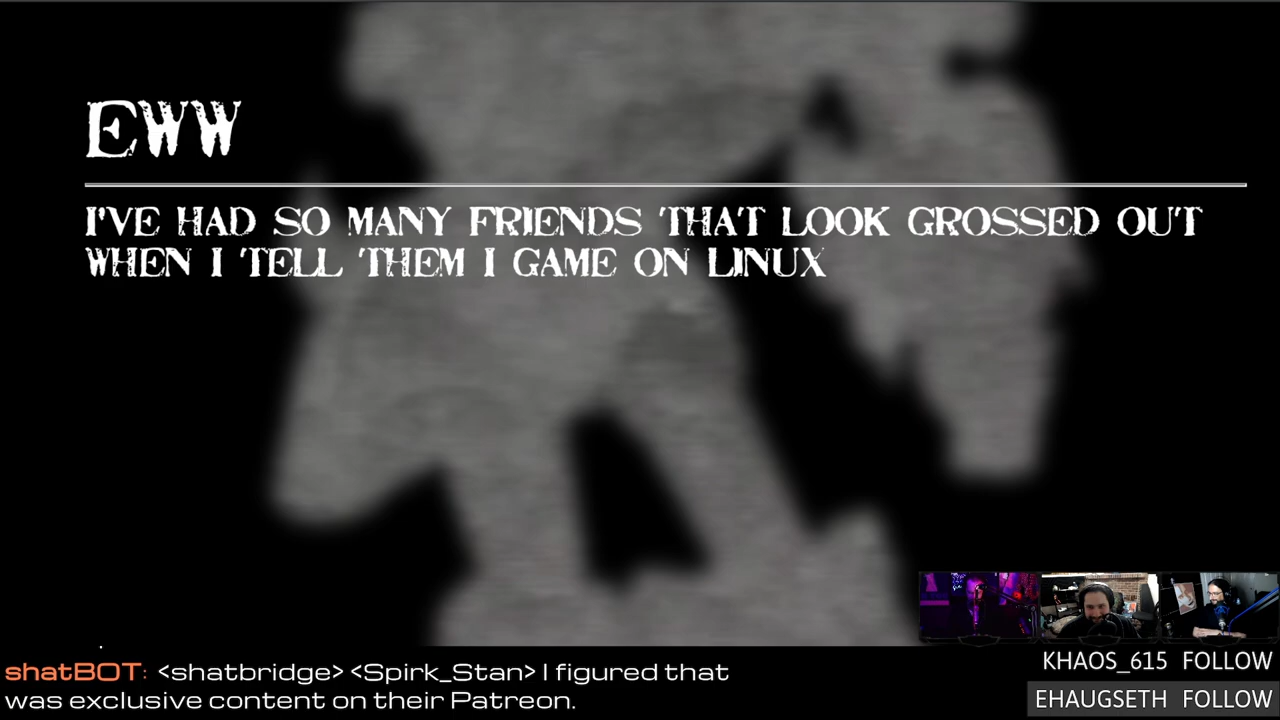 EWW
I'VE HAD SO MANY FRIENDS THAT LOOK GROSSED OUT
WHEN I TELL THEM I GAME ON LINUX
shatBOT: <shatbridge> <Spirk_Stan> I figured that
was exclusive content on their Patreon.
KHAOS_615 FOLLOW
EHAUGSETH FOLLOW